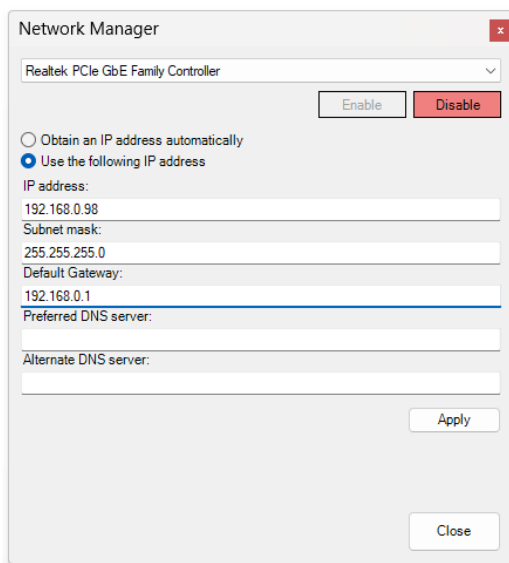 Network Manager
x
Realtek PCIe GbE Family Controller
Enable Disable
Obtain an IP address automatically
Use the following IP address
IP address:
192.168.0.98
Subnet mask:
255.255.255.0
Default Gateway:
192.168.0.1
Preferred DNS server:
Alternate DNS server:
Apply
Close